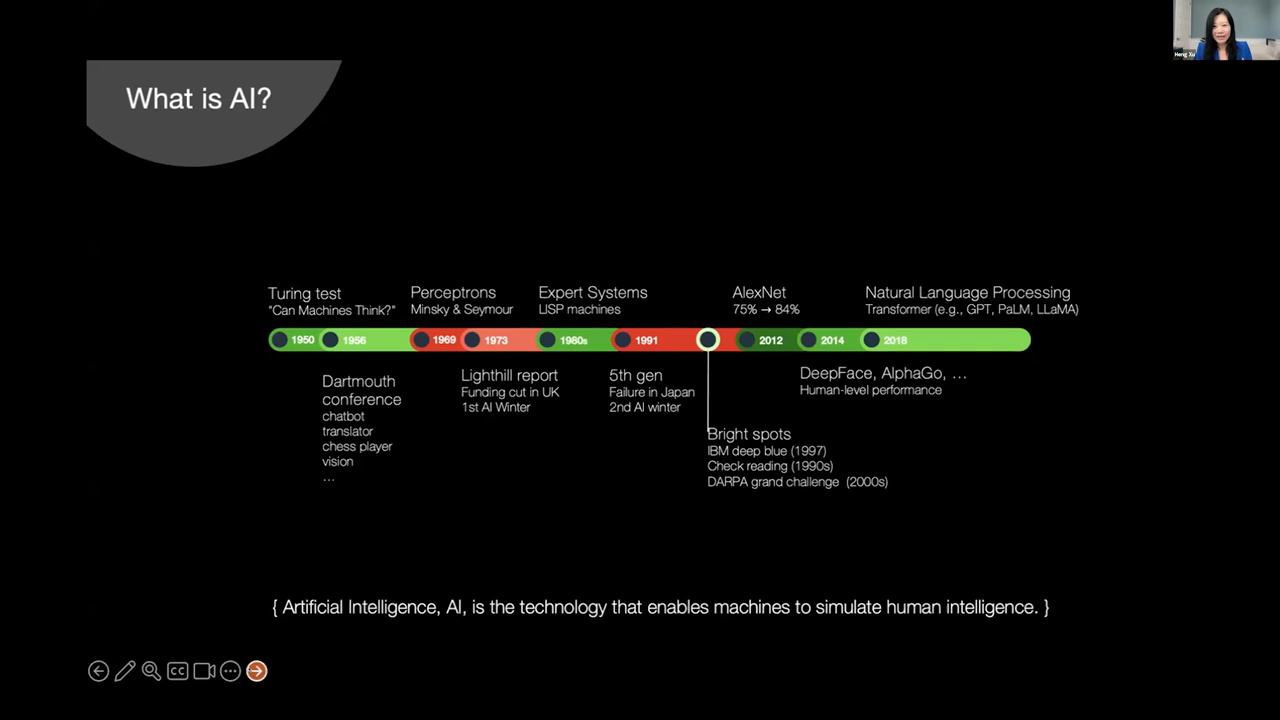 What is AI?
Heng Xu
Turing test
"Can Machines Think?"
Perceptrons
Minsky & Seymour
Expert Systems
LISP machines
AlexNet
75% → 84%
Natural Language Processing
Transformer (e.g., GPT, PaLM, LLaMA)
1950 1956 1969 1973 1980s 1991 2012 2014 2018
Dartmouth
conference
chatbot
translator
chess player
vision
...
Lighthill report
Funding cut in UK
1st AI Winter
5th gen
Failure in Japan
2nd AI winter
Bright spots
IBM deep blue (1997)
Check reading (1990s)
DARPA grand challenge (2000s)
DeepFace, AlphaGo, ...
Human-level performance
{ Artificial Intelligence, AI, is the technology that enables machines to simulate human intelligence. }
CC